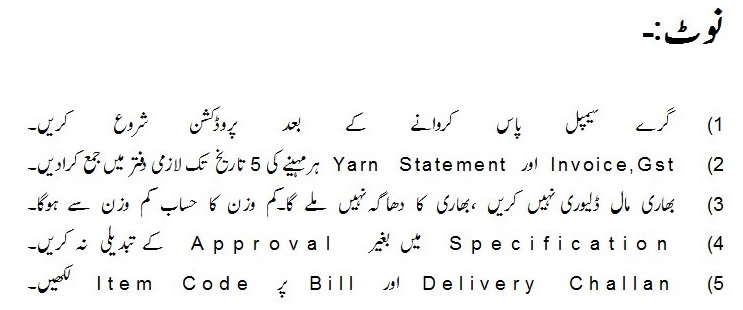 نوٹ:-
1) گرے سیمپل پاس کروانے کے بعد پروڈکشن شروع کریں۔
2) Invoice,Gst اور Yarn Statement ہر مہینے کی 5 تاریخ تک لازمی دفتر میں جمع کرادیں۔
3) بھاری مال ڈلیوری نہیں کریں ،بھاری کا دھاگہ نہیں ملے گا۔کم وزن کا حساب کم وزن سے ہوگا۔
4) Specification میں بغیر Approval کے تبدیلی نہ کریں۔
5) Delivery Challan اور Bill پر Item Code لکھیں۔